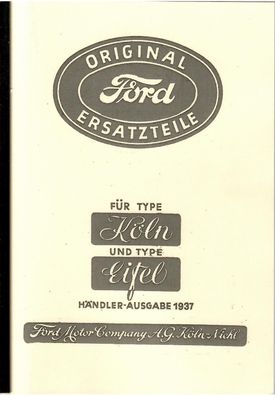 ORIGINAL
Ford
ERSATZTEILE
FÜR TYPE
Köln
UND TYPE
Eifel
HÄNDLER-AUSGABE 1937
Ford Motor Company A.G. Köln-Niehl